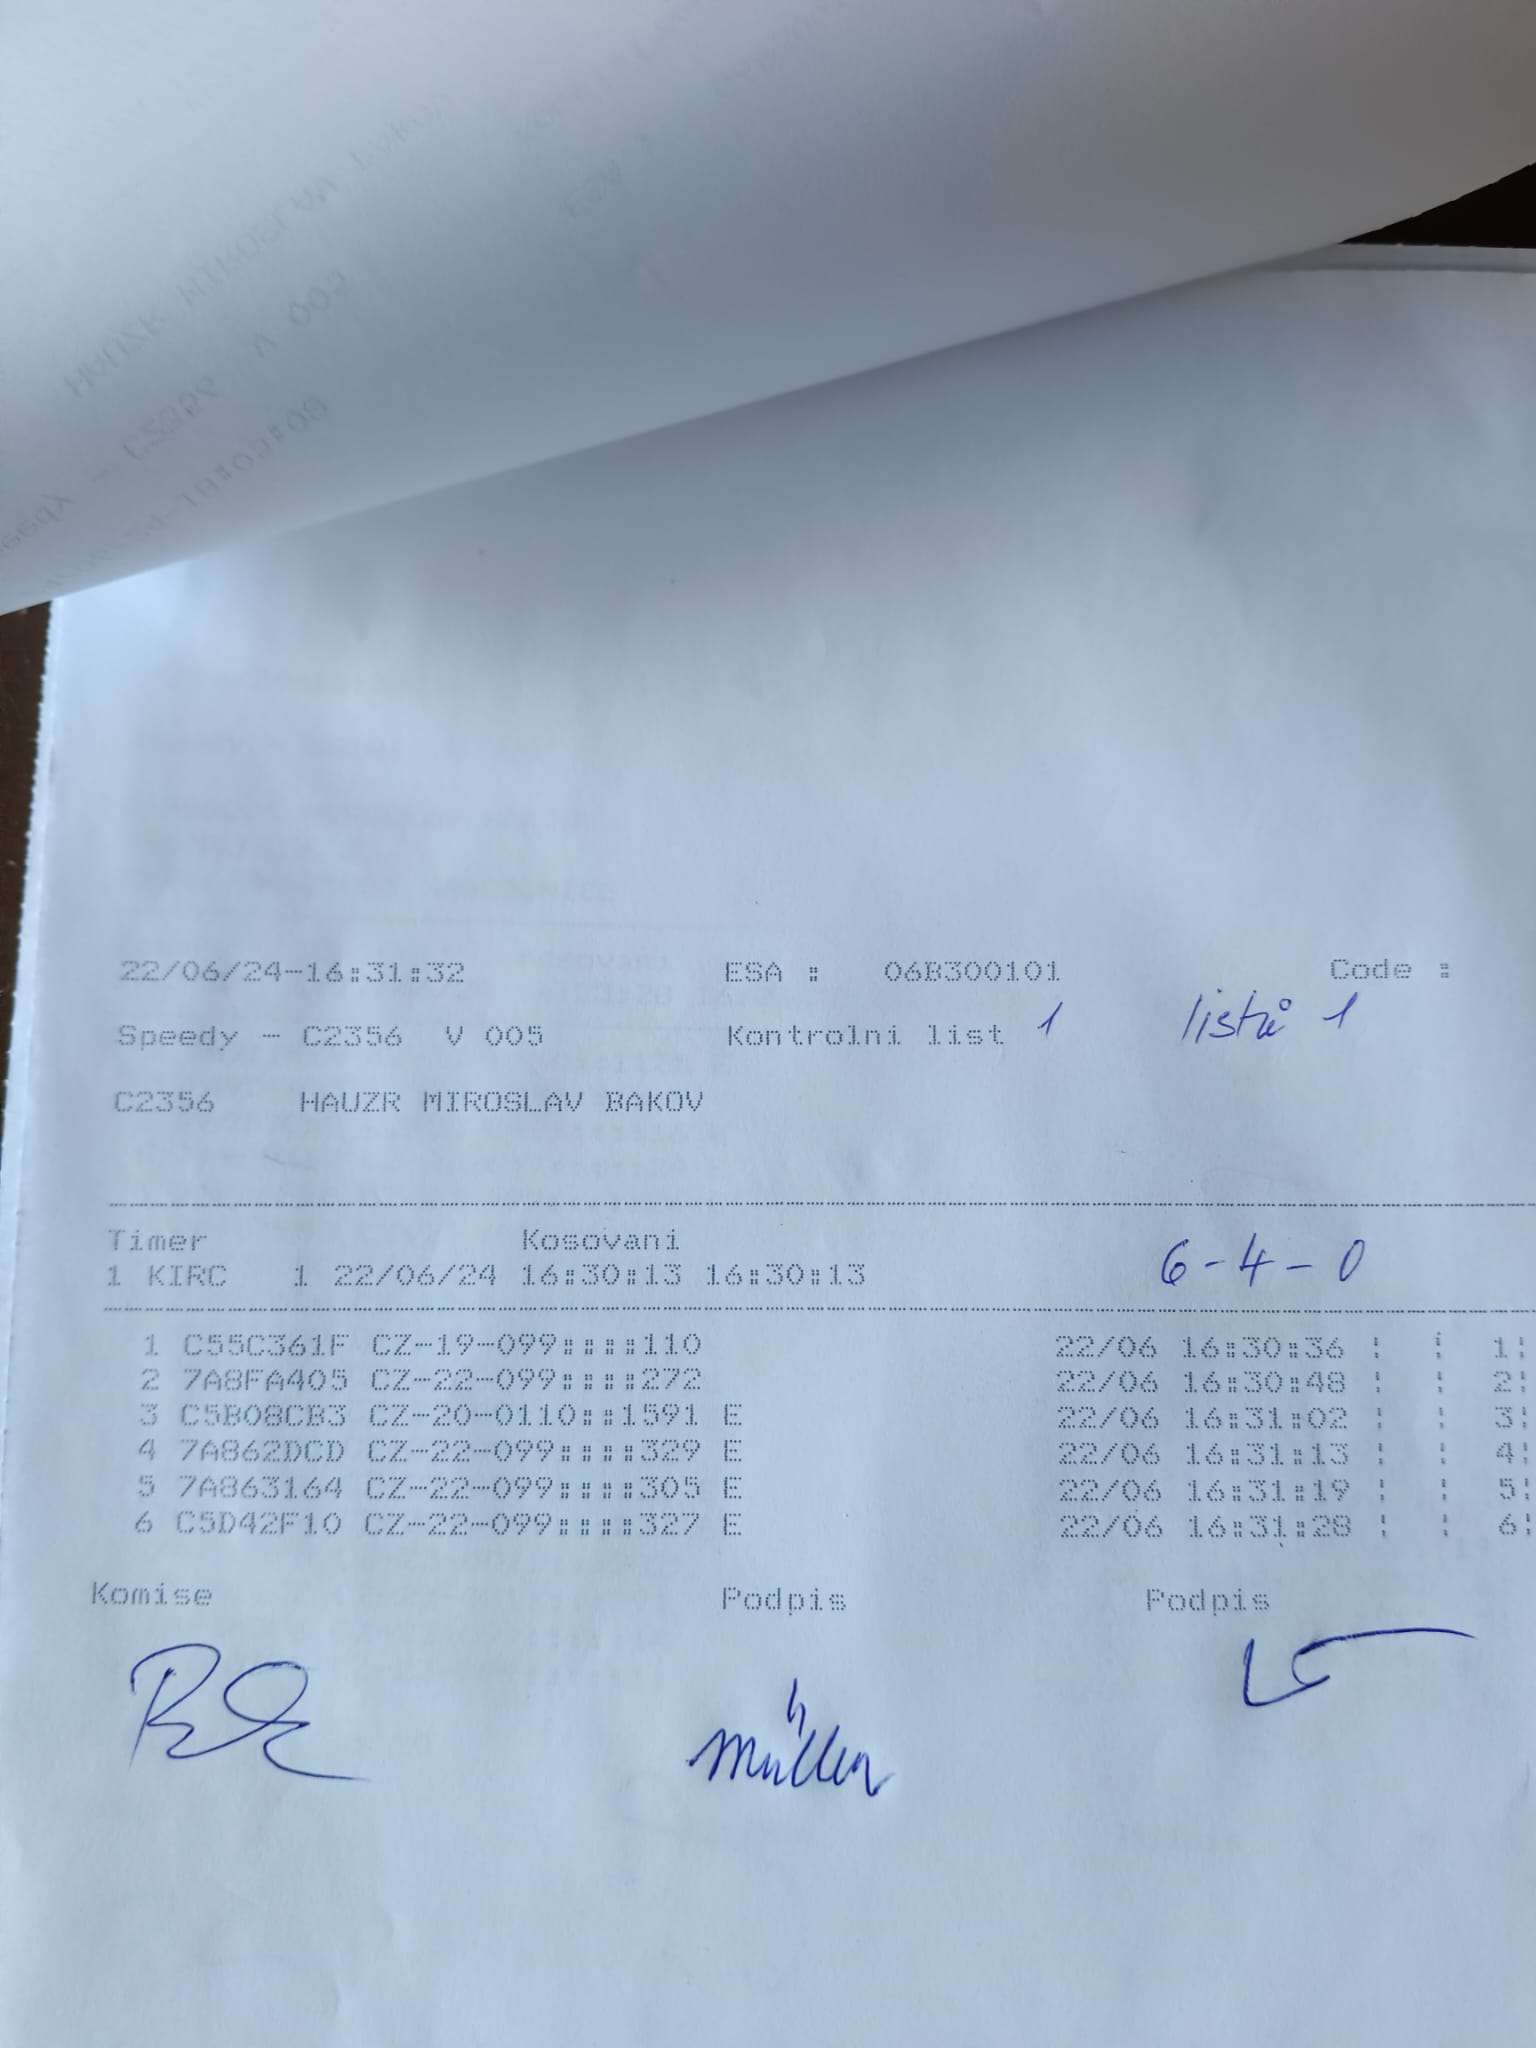 HAUZR MIROSLAV BAKOV
22/06/24-16:31:32 ESA : 06B300101 Code :
Speedy - C2356 V 005 Kontrolni list 1 listů 1
C2356 HAUZR MIROSLAV BAKOV
Timer Kosovani
1 KIRC 1 22/06/24 16:30:13 16:30:13 6-4-0
1 C55C361F CZ-19-099::::110 22/06 16:30:36 : : 1:
2 7A8FA405 CZ-22-099::::272 22/06 16:30:48 : : 2:
3 C5B08CB3 CZ-20-0110::1591 E 22/06 16:31:02 : : 3:
4 7A862DCD CZ-22-099::::329 E 22/06 16:31:13 : : 4:
5 7A863164 CZ-22-099::::305 E 22/06 16:31:19 : : 5:
6 C5D42F10 CZ-22-099::::327 E 22/06 16:31:28 : : 6:
Komise Podpis Podpis
Müller